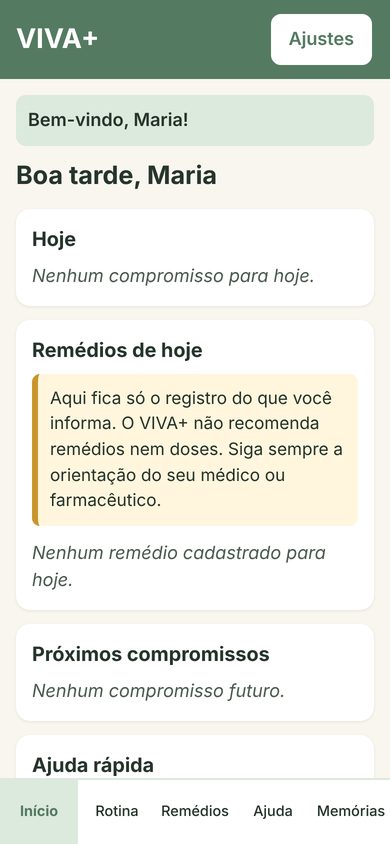 VIVA+
Ajustes
Bem-vindo, Maria!
Boa tarde, Maria
Hoje
Nenhum compromisso para hoje.
Remédios de hoje
Aqui fica só o registro do que você
informa. O VIVA+ não recomenda
remédios nem doses. Siga sempre a
orientação do seu médico ou
farmacêutico.
Nenhum remédio cadastrado para
hoje.
Próximos compromissos
Nenhum compromisso futuro.
Ajuda rápida
Início
Rotina
Remédios
Ajuda
Memórias